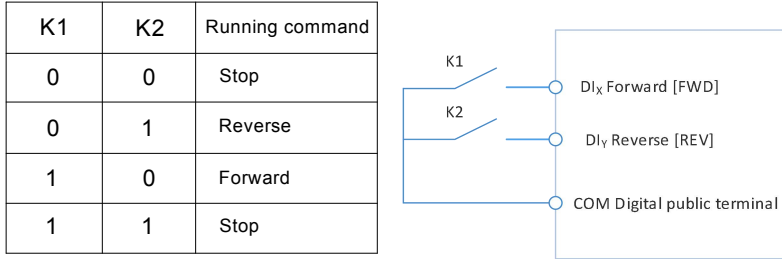 K1 K2 Running command
0 0 Stop
0 1 Reverse
1 0 Forward
1 1 Stop
K1
DIX Forward [FWD]
K2
DIY Reverse [REV]
COM Digital public terminal